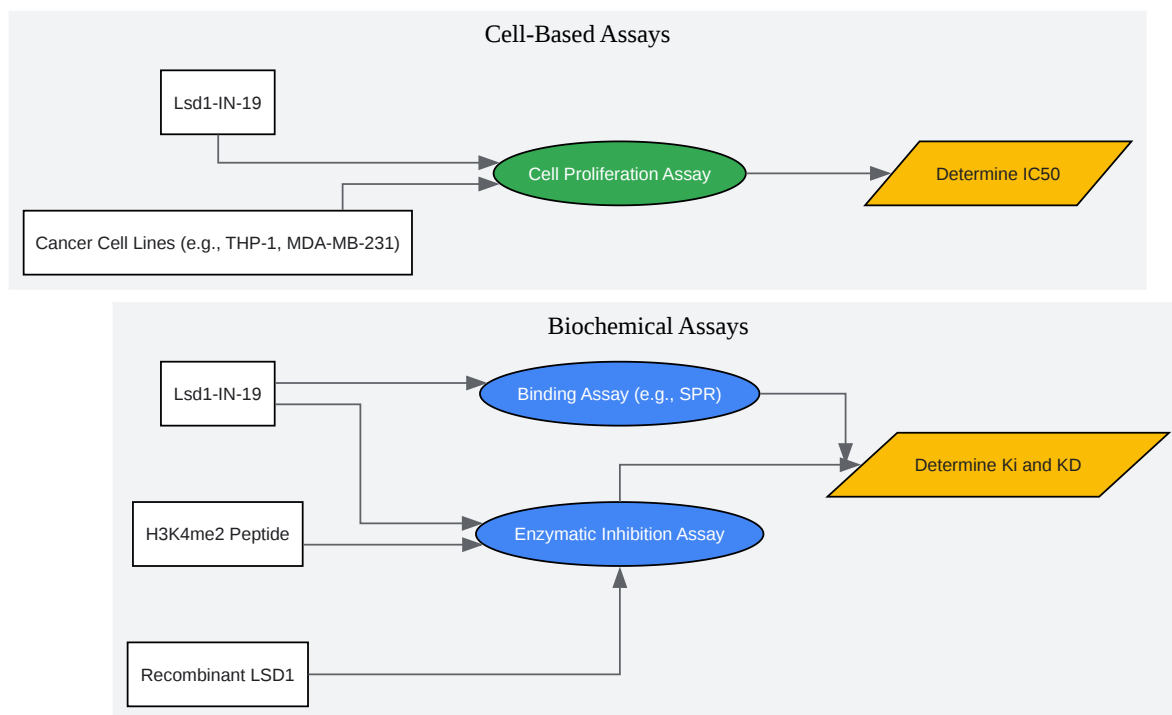 Cell-Based Assays
Lsd1-IN-19
Cell Proliferation Assay
Determine IC50
Cancer Cell Lines (e.g., THP-1, MDA-MB-231)
Biochemical Assays
Lsd1-IN-19
Binding Assay (e.g., SPR)
Determine Ki and KD
H3K4me2 Peptide
Enzymatic Inhibition Assay
Recombinant LSD1